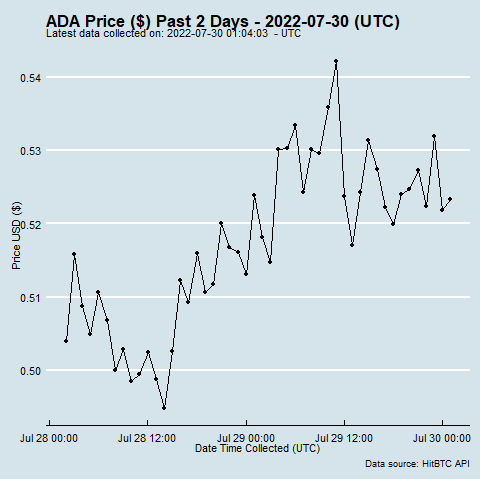 ADA Price ($) Past 2 Days - 2022-07-30 (UTC)
Latest data collected on: 2022-07-30 01:04:03  - UTC
0.54
0.53
0.52
0.51
0.50
Price USD ($)
Jul 28 00:00 Jul 28 12:00 Jul 29 00:00 Jul 29 12:00 Jul 30 00:00
Date Time Collected (UTC)
Data source: HitBTC API